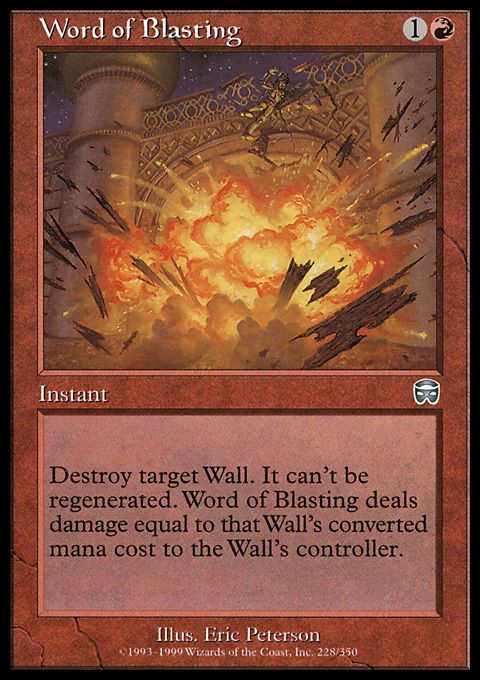 Word of Blasting 1
Instant
Destroy target Wall. It can't be
regenerated. Word of Blasting deals
damage equal to that Wall's converted
mana cost to the Wall's controller.
Illus. Eric Peterson
©1993-1999 Wizards of the Coast, Inc. 228/350